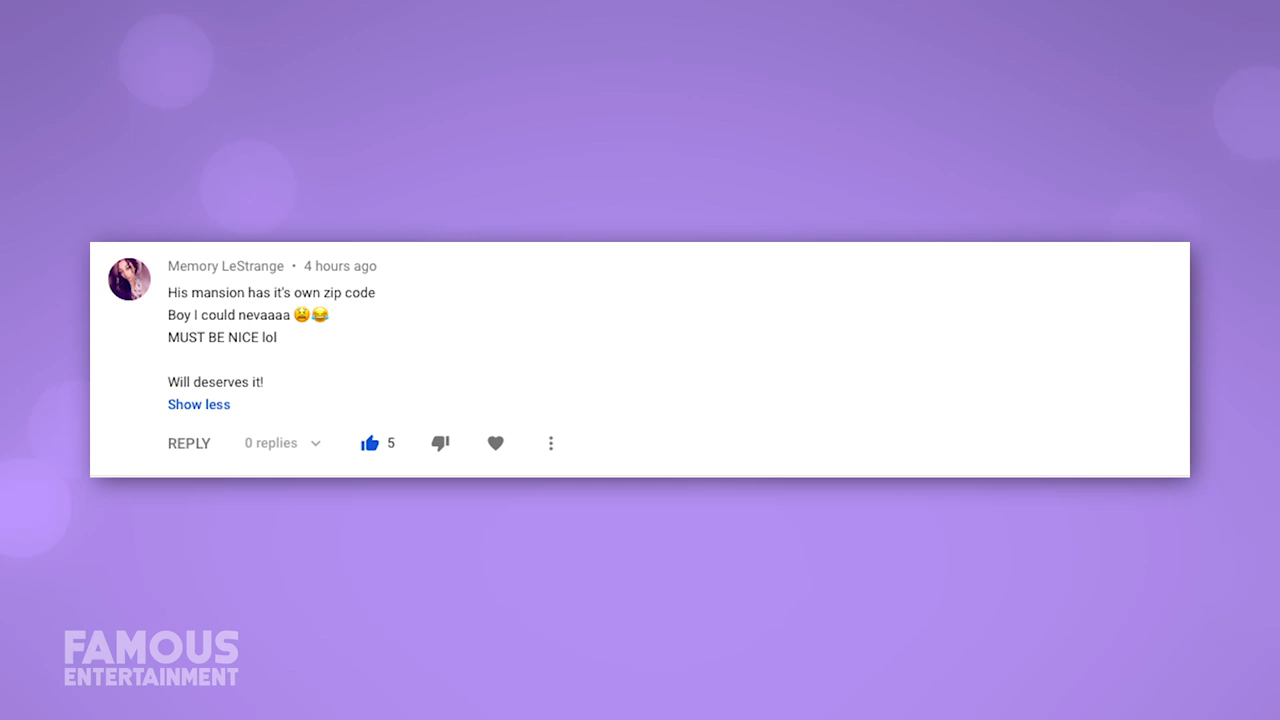 Memory LeStrange • 4 hours ago
His mansion has it's own zip code
Boy I could nevaaaa 😫😂
MUST BE NICE lol
Will deserves it!
Show less
REPLY 0 replies 5
FAMOUS
ENTERTAINMENT